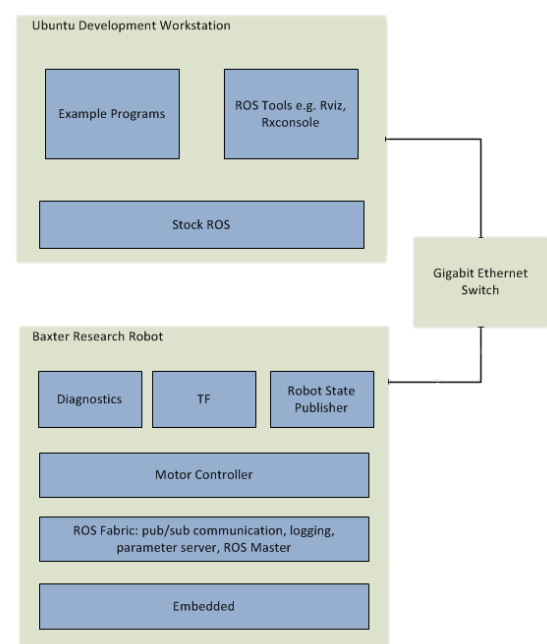 Ubuntu Development Workstation
Example Programs
ROS Tools e.g. Rviz,
Rxconsole
Stock ROS
Gigabit Ethernet
Switch
Baxter Research Robot
Diagnostics
TF
Robot State
Publisher
Motor Controller
ROS Fabric: pub/sub communication, logging,
parameter server, ROS Master
Embedded